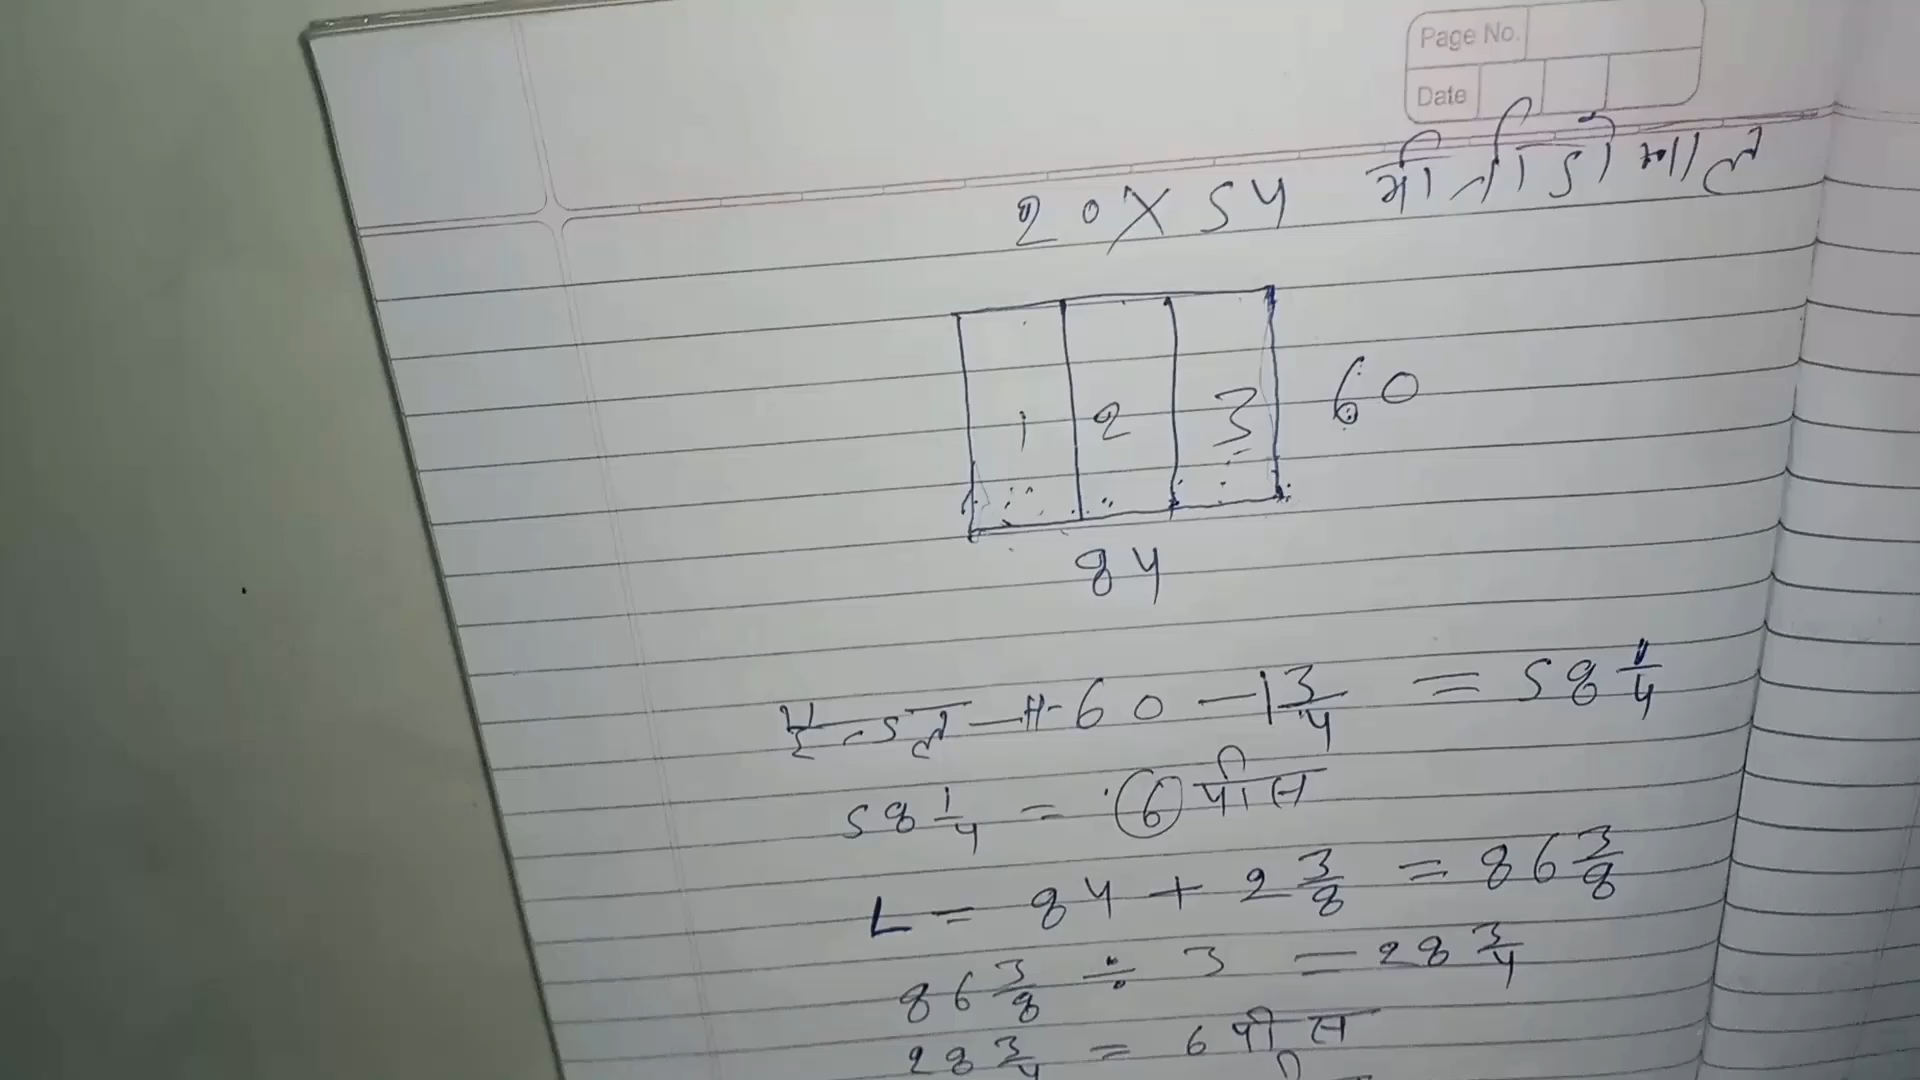 Page No.
Date
20X54
1 2 3 60
84
हैन्डल - 60 - 1 3/4 = 58 1/4
58 1/4 = 6 पीस
L = 84 + 2 3/8 = 86 3/8
86 3/8 ÷ 3 = 28 3/4
28 3/4 = 6 पीस